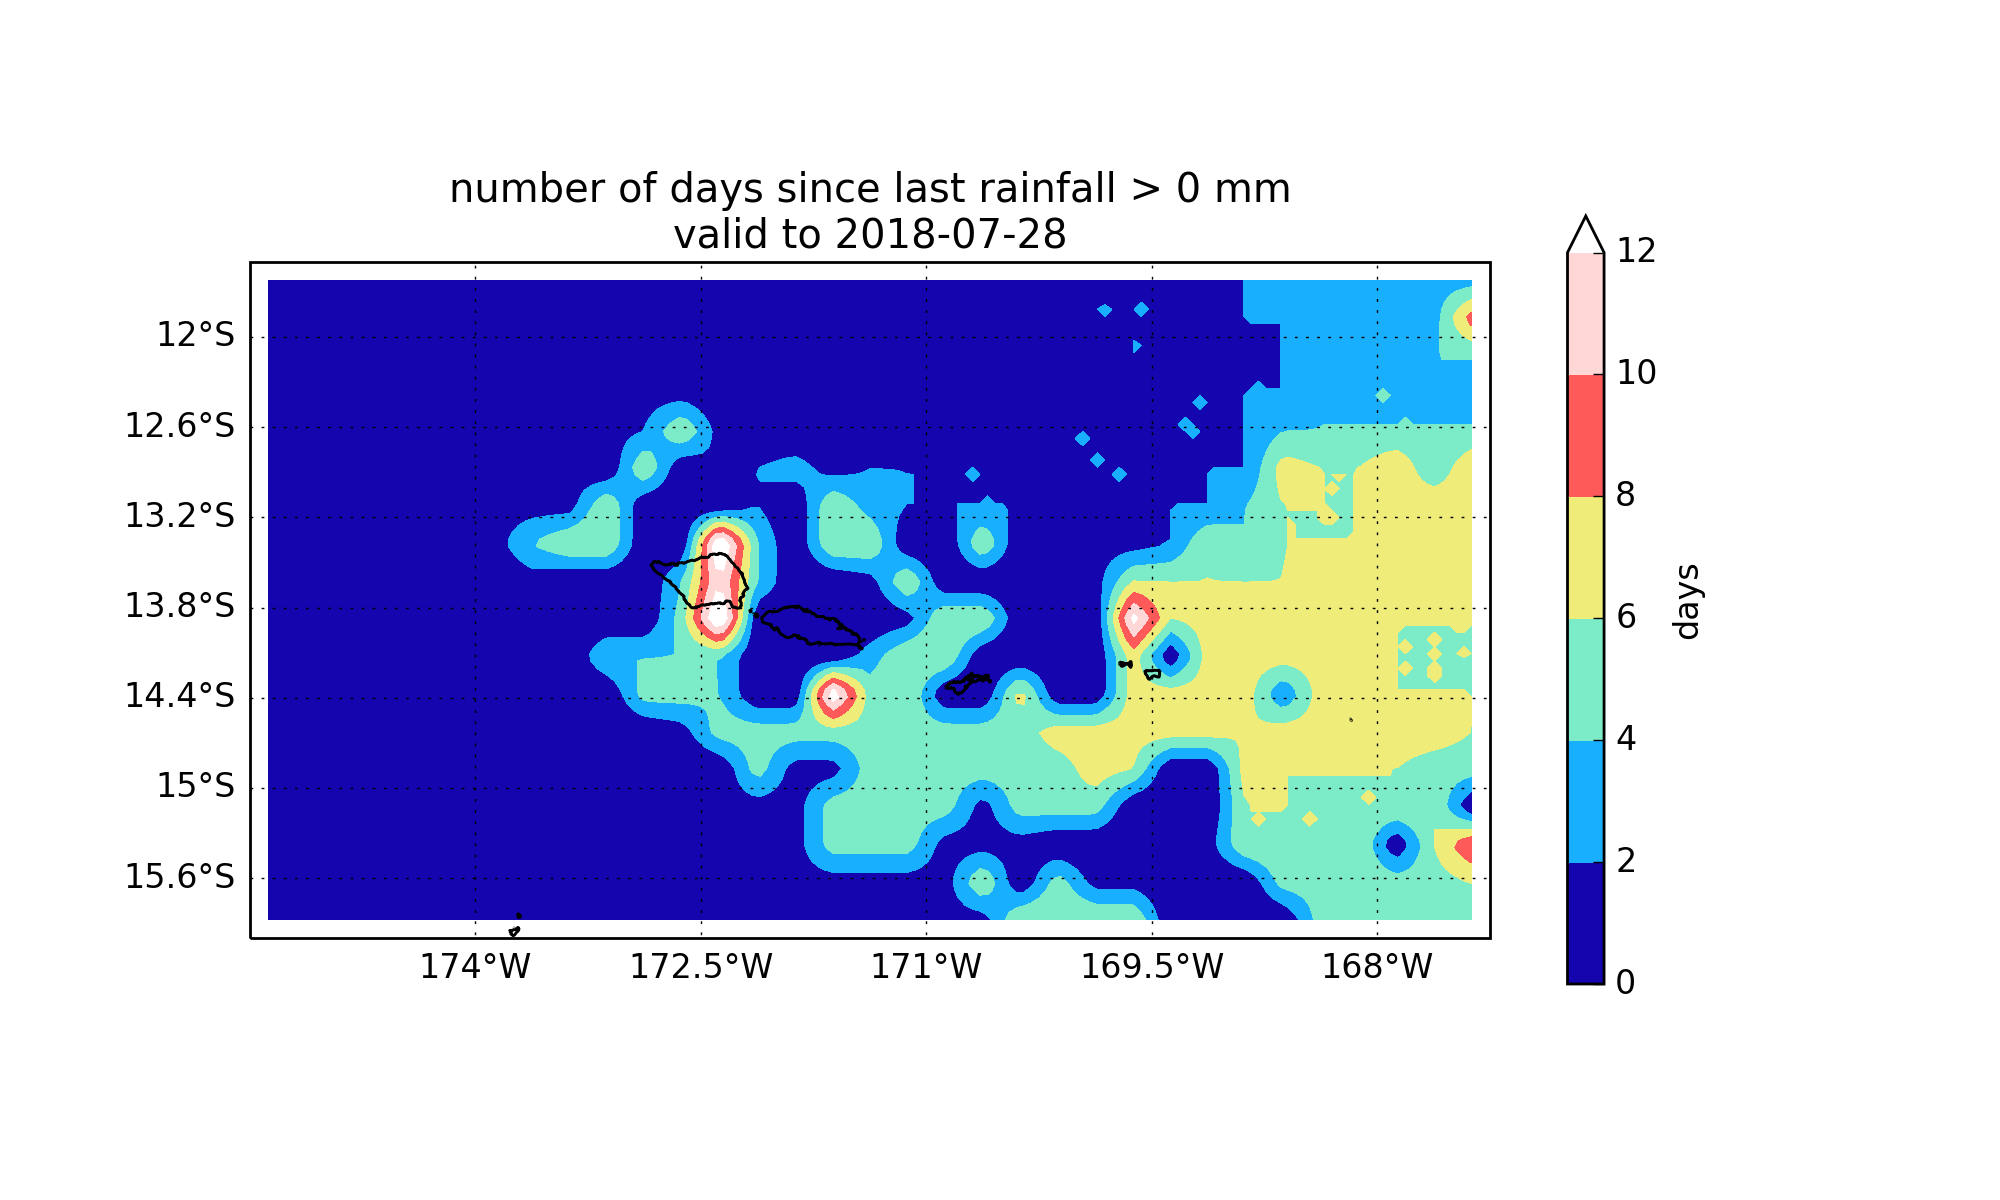 number of days since last rainfall > 0 mm
valid to 2018-07-28
12°S
12.6°S
13.2°S
13.8°S
14.4°S
15°S
15.6°S
174°W 172.5°W 171°W 169.5°W 168°W
12
10
8
6
4
2
0
days